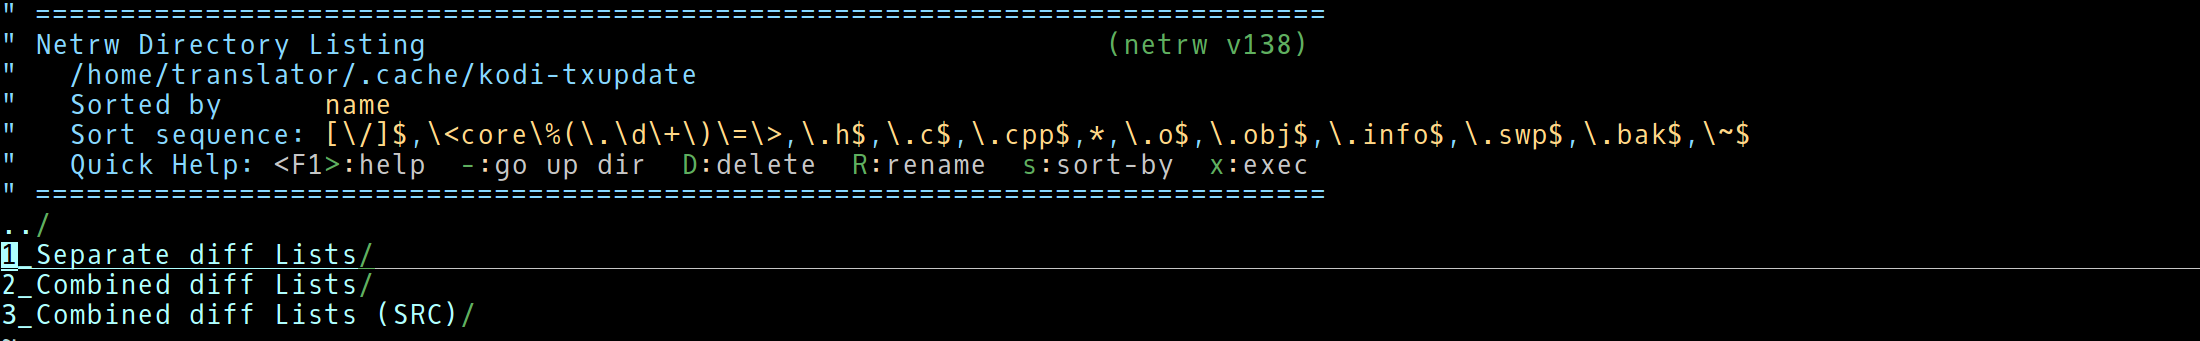 " ============================================================================
" Netrw Directory Listing                                        (netrw v138)
"   /home/translator/.cache/kodi-txupdate
"   Sorted by      name
"   Sort sequence: [\/]$,\<core\%(\.\d\+\)\=\>,\.h$,\.c$,\.cpp$,*,\.o$,\.obj$,\.info$,\.swp$,\.bak$,\~$
"   Quick Help: <F1>:help  -:go up dir  D:delete  R:rename  s:sort-by  x:exec
" ============================================================================
../
1_Separate diff Lists/
2_Combined diff Lists/
3_Combined diff Lists (SRC)/
~